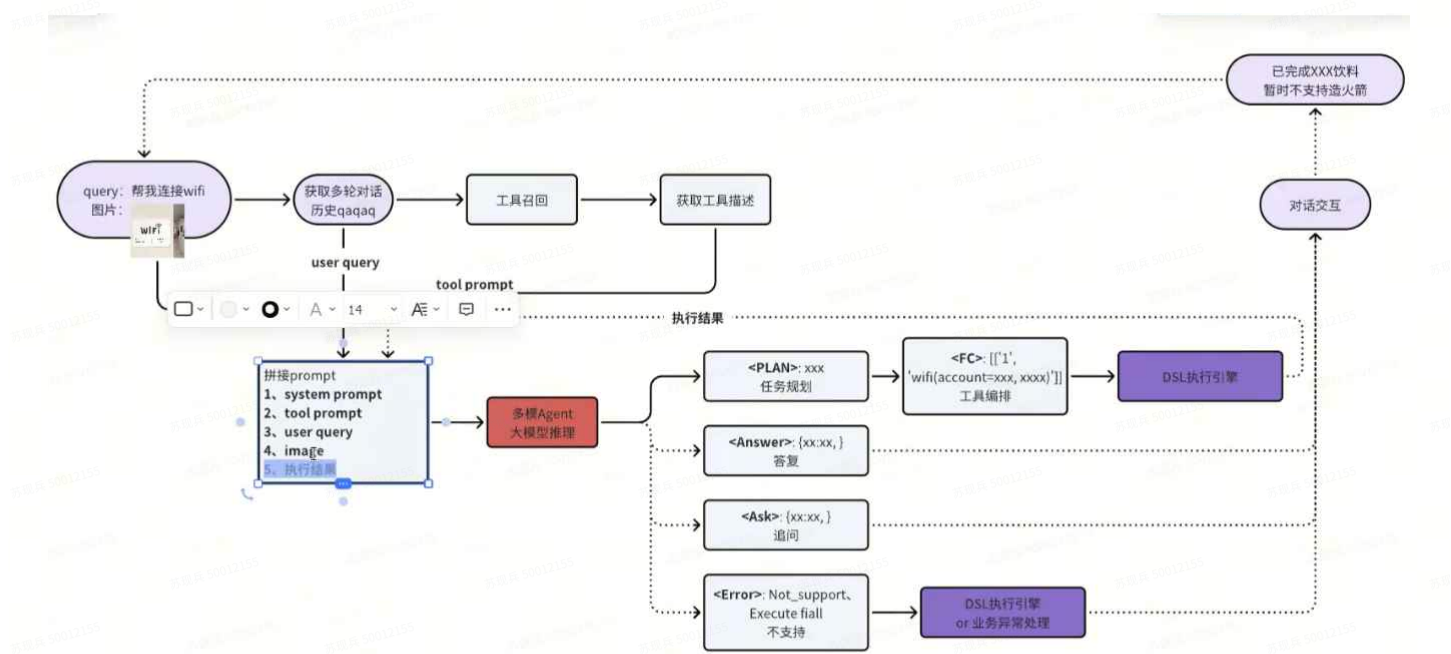 已完成XXX饮料
暂时不支持造火箭
query：帮我连接wifi
图片：
WiFi
获取多轮对话
历史qaqaq
工具召回
获取工具描述
对话交互
user query
tool prompt
14
执行结果
拼接prompt
1、system prompt
2、tool prompt
3、user query
4、image
5、执行结果
多模Agent
大模型推理
<PLAN>: xxx
任务规划
<FC>: [['1',
'wifi(account=xxx, xxxx)']]
工具编排
DSL执行引擎
<Answer>: {xx:xx, }
答复
<Ask>: {xx:xx, }
追问
<Error>: Not_support、
Execute fiall
不支持
DSL执行引擎
or 业务异常处理